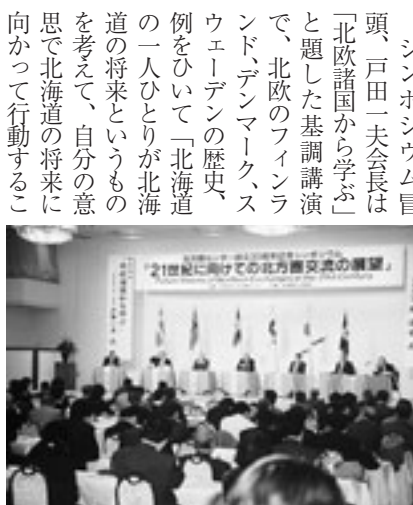 シンポジウム冒
頭、戸田一夫会長は
「北欧諸国から学ぶ」
と題した基調講演
で、北欧のフィンラ
ンド、デンマーク、ス
ウェーデンの歴史、
例をひいて「北海道
の一人ひとりが北海
道の将来というもの
を考えて、自分の意
思で北海道の将来に
向かって行動するこ
「21世紀に向けての北方圏交流の展望」